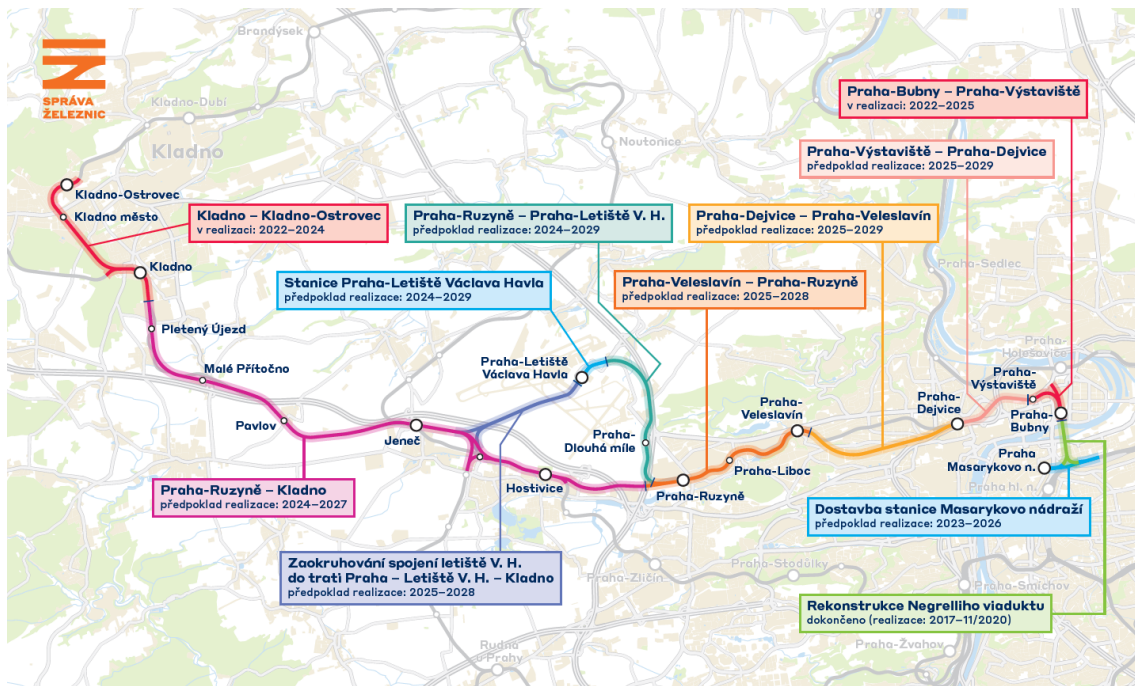 SPRÁVA
ŽELEZNIC
Brandýsek
Kladno-Dubí
Kladno
Noutonice
Praha-Bubny – Praha-Výstaviště
v realizaci: 2022–2025
Praha-Výstaviště – Praha-Dejvice
předpoklad realizace: 2025–2029
Kladno-Ostrovec
Kladno město
Kladno – Kladno-Ostrovec
v realizaci: 2022–2024
Praha-Ruzyně – Praha-Letiště V. H.
předpoklad realizace: 2024–2029
Praha-Dejvice – Praha-Veleslavín
předpoklad realizace: 2025–2029
Kladno
Praha-Sedlec
Stanice Praha-Letiště Václava Havla
předpoklad realizace: 2024–2029
Praha-Veleslavín – Praha-Ruzyně
předpoklad realizace: 2025–2028
Pletený Újezd
Praha-
Holešovice
Malé Přítočno
Praha-Letiště
Václava Havla
Praha-
Výstaviště
Praha-
Veleslavín
Praha-
Dejvice
Praha-
Bubny
Pavlov
Jeneč
Praha-
Dlouhá míle
Praha
Masarykovo n.
Praha-Liboc
Hostivice
Praha-Ruzyně
Praha hl. n.
Praha-Ruzyně – Kladno
předpoklad realizace: 2024–2027
Dostavba stanice Masarykovo nádraží
předpoklad realizace: 2023–2026
Zaokruhování spojení letiště V. H.
do trati Praha – Letiště V. H. – Kladno
předpoklad realizace: 2025–2028
Praha-Zličín
Praha-Stodůlky
Praha-Smíchov
Rekonstrukce Negrelliho viaduktu
dokončeno (realizace: 2017–11/2020)
Rudná
u Prahy
Praha-Žvahov